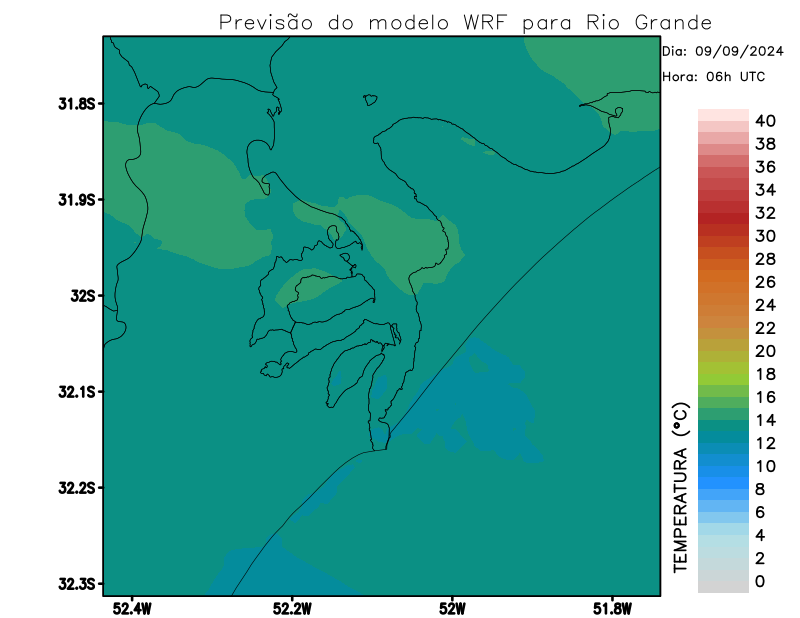 Previsão do modelo WRF para Rio Grande
Dia: 09/09/2024
Hora: 06h UTC
31.8S
31.9S
32S
32.1S
32.2S
32.3S
52.4W
52.2W
52W
51.8W
TEMPERATURA (°C)
40
38
36
34
32
30
28
26
24
22
20
18
16
14
12
10
8
6
4
2
0